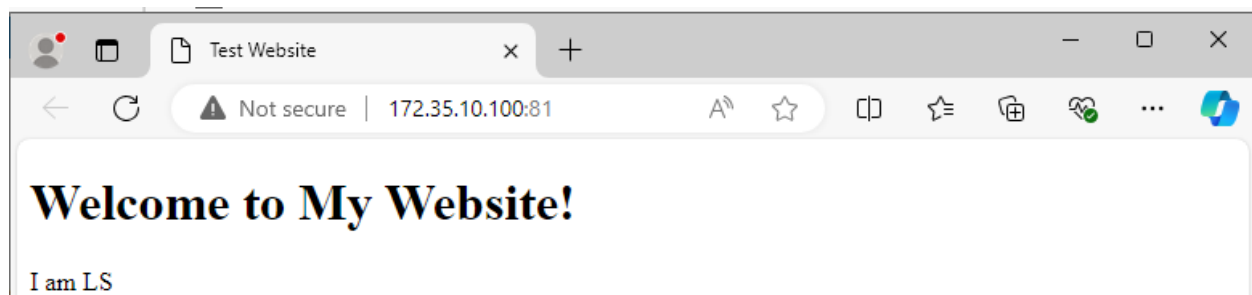 Test Website
Not secure | 172.35.10.100:81
Welcome to My Website!
I am LS